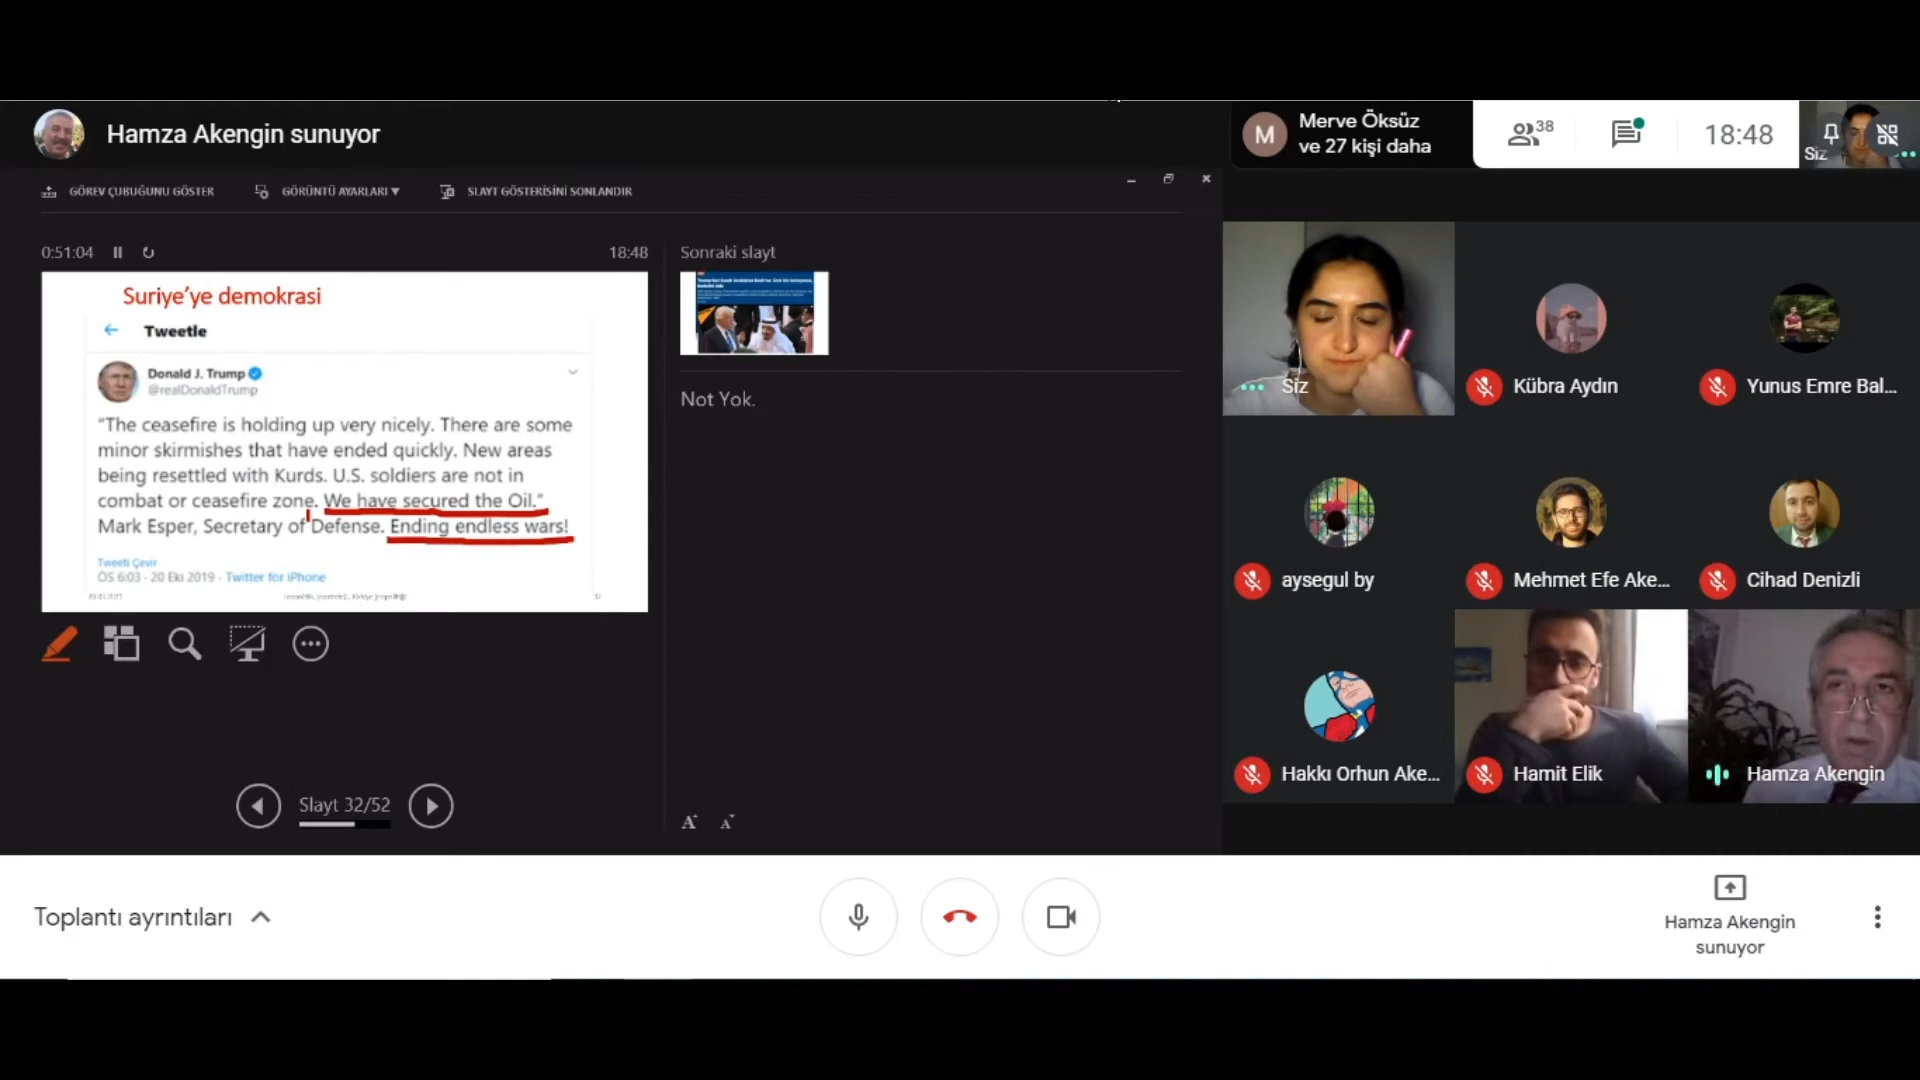 Hamza Akengin sunuyor
M
Merve Öksüz
ve 27 kişi daha
38
18:48
Siz
GÖREV ÇUBUĞUNU GÖSTER
GÖRÜNTÜ AYARLARI
SLAYT GÖSTERİSİNİ SONLANDIR
0:51:04
18:48
Suriye'ye demokrasi
Tweetle
Donald J. Trump
@realDonaldTrump
"The ceasefire is holding up very nicely. There are some
minor skirmishes that have ended quickly. New areas
being resettled with Kurds. U.S. soldiers are not in
combat or ceasefire zone. We have secured the Oil."
Mark Esper, Secretary of Defense. Ending endless wars!
Tweeti Çevir
ÖS 6:03 · 20 Eki 2019 · Twitter for iPhone
Sonraki slayt
Not Yok.
Slayt 32/52
A A
Siz
Kübra Aydın
Yunus Emre Bal...
aysegul by
Mehmet Efe Ake...
Cihad Denizli
Hakkı Orhun Ake...
Hamit Elik
Hamza Akengin
Toplantı ayrıntıları
Hamza Akengin
sunuyor